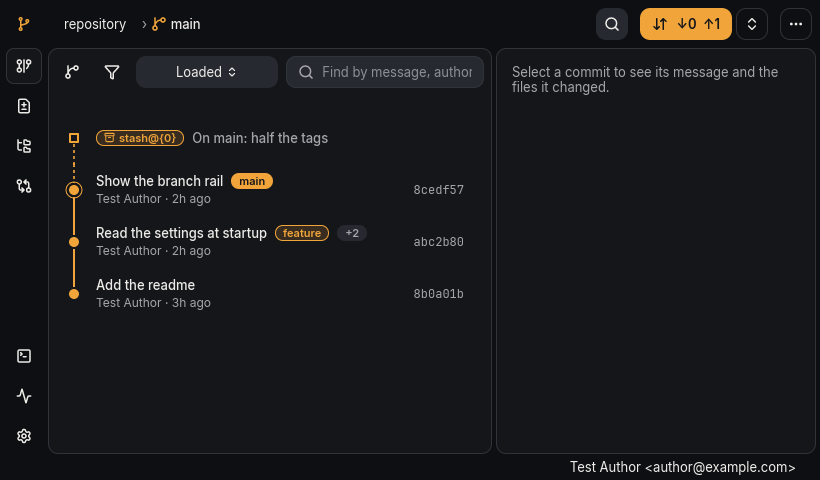 repository › main
↓0 ↑1
Loaded
Find by message, author
stash@{0} On main: half the tags
Show the branch rail main
Test Author · 2h ago
8cedf57
Read the settings at startup feature +2
Test Author · 2h ago
abc2b80
Add the readme
Test Author · 3h ago
8b0a01b
Select a commit to see its message and the
files it changed.
Test Author <author@example.com>